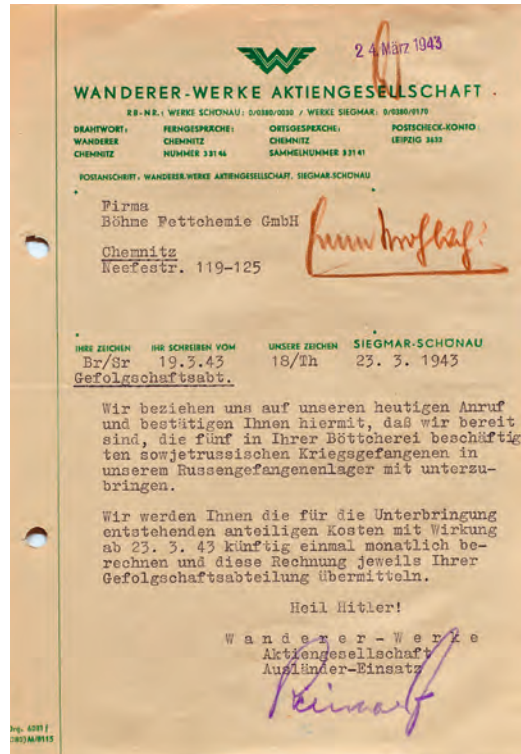 24. März 1943
WANDERER-WERKE AKTIENGESELLSCHAFT
RB-NR.: WERKE SCHÖNAU: 0/0380/0030 / WERKE SIEGMAR: 0/0380/0170
DRAHTWORT: FERNGESPRÄCHE: ORTSGESPRÄCHE: POSTSCHECK-KONTO:
WANDERER CHEMNITZ CHEMNITZ LEIPZIG 3633
CHEMNITZ NUMMER 33146 SAMMELNUMMER 33141
POSTANSCHRIFT: WANDERER-WERKE AKTIENGESELLSCHAFT, SIEGMAR-SCHÖNAU
Firma
Böhme Fettchemie GmbH
Chemnitz
Neefestr. 119-125
IHRE ZEICHEN IHR SCHREIBEN VOM UNSERE ZEICHEN SIEGMAR-SCHÖNAU
Br/Sr 19.3.43 18/Th 23. 3. 1943
Gefolgschaftsabt.
Wir beziehen uns auf unseren heutigen Anruf
und bestätigen Ihnen hiermit, daß wir bereit
sind, die fünf in Ihrer Böttcherei beschäftig
ten sowjetrussischen Kriegsgefangenen in
unserem Russengefangenenlager mit unterzu-
bringen.
Wir werden Ihnen die für die Unterbringung
entstehenden anteiligen Kosten mit Wirkung
ab 23. 3. 43 künftig einmal monatlich be-
rechnen und diese Rechnung jeweils Ihrer
Gefolgschaftsabteilung übermitteln.
Heil Hitler!
Wanderer-Werke
Aktiengesellschaft
Ausländer-Einsatz